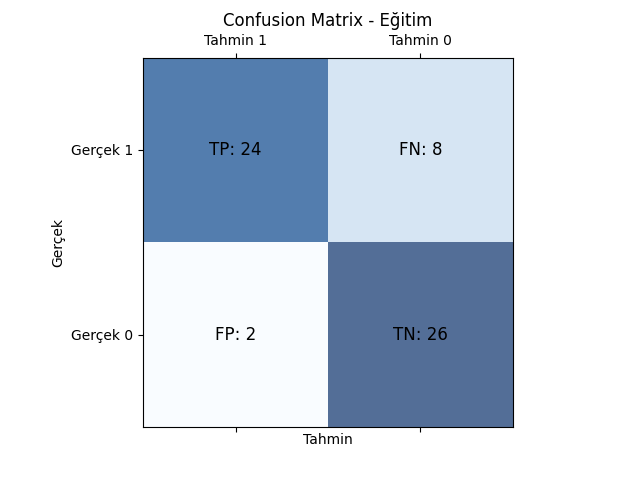 Confusion Matrix - Eğitim
Tahmin 1 Tahmin 0
Gerçek 1
TP: 24 FN: 8
Gerçek
Gerçek 0
FP: 2 TN: 26
Tahmin